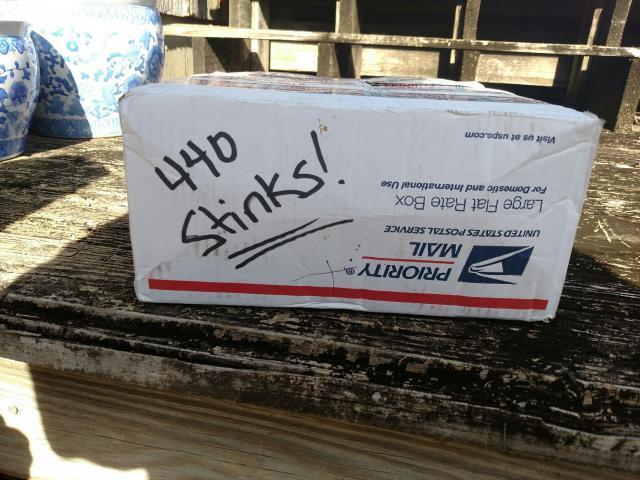 440
Stinks!
Visit us at usps.com
For Domestic and International Use
Large Flat Rate Box
UNITED STATES POSTAL SERVICE
PRIORITY®
MAIL